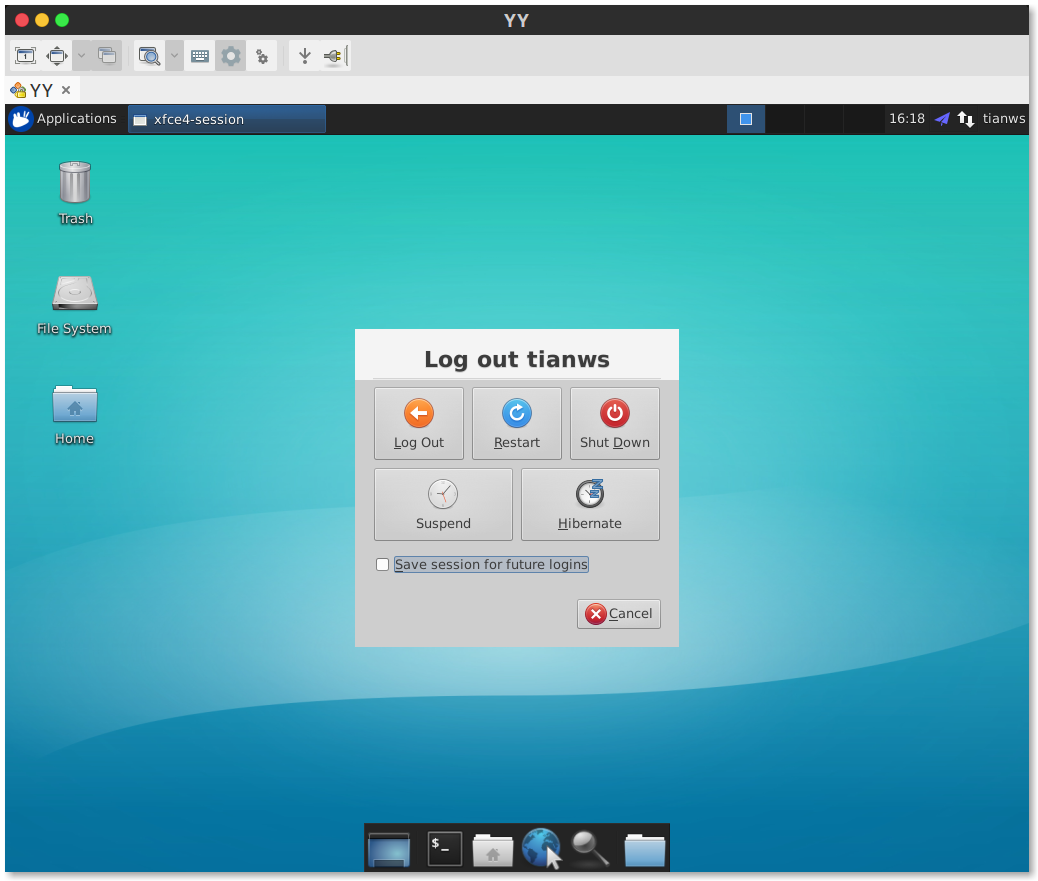 YY
1
YY
Applications
xfce4-session
16:18
tianws
Trash
File System
Home
Log out tianws
Log Out
Restart
Shut Down
Suspend
Hibernate
Save session for future logins
Cancel
$_